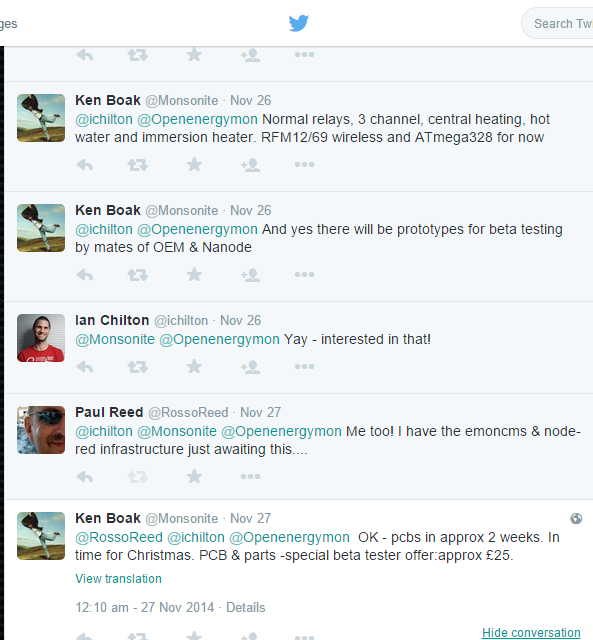 ges
Search Twi
Ken Boak @Monsonite · Nov 26
@ichilton @Openenergymon Normal relays, 3 channel, central heating, hot
water and immersion heater. RFM12/69 wireless and ATmega328 for now
Ken Boak @Monsonite · Nov 26
@ichilton @Openenergymon And yes there will be prototypes for beta testing
by mates of OEM & Nanode
Ian Chilton @ichilton · Nov 26
@Monsonite @Openenergymon Yay - interested in that!
Paul Reed @RossoReed · Nov 27
@ichilton @Monsonite @Openenergymon Me too! I have the emoncms & node-
red infrastructure just awaiting this....
Ken Boak @Monsonite · Nov 27
@RossoReed @ichilton @Openenergymon OK - pcbs in approx 2 weeks. In
time for Christmas. PCB & parts -special beta tester offer:approx £25.
View translation
12:10 am - 27 Nov 2014 · Details
Hide conversation